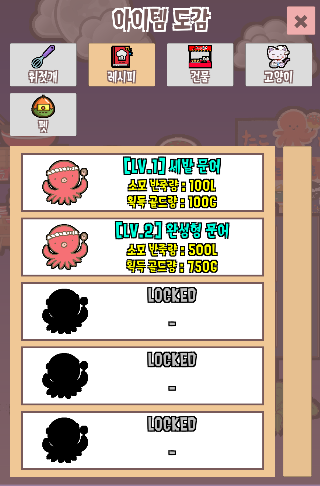 아이템 도감
휘젓개
레시피
건물
고양이
펫
[LV.1] 세발 문어
소모 반죽량 : 100L
획득 골드량 : 100G
[LV.2] 완성형 문어
소모 반죽량 : 500L
획득 골드량 : 750G
LOCKED
-
LOCKED
-
LOCKED
-